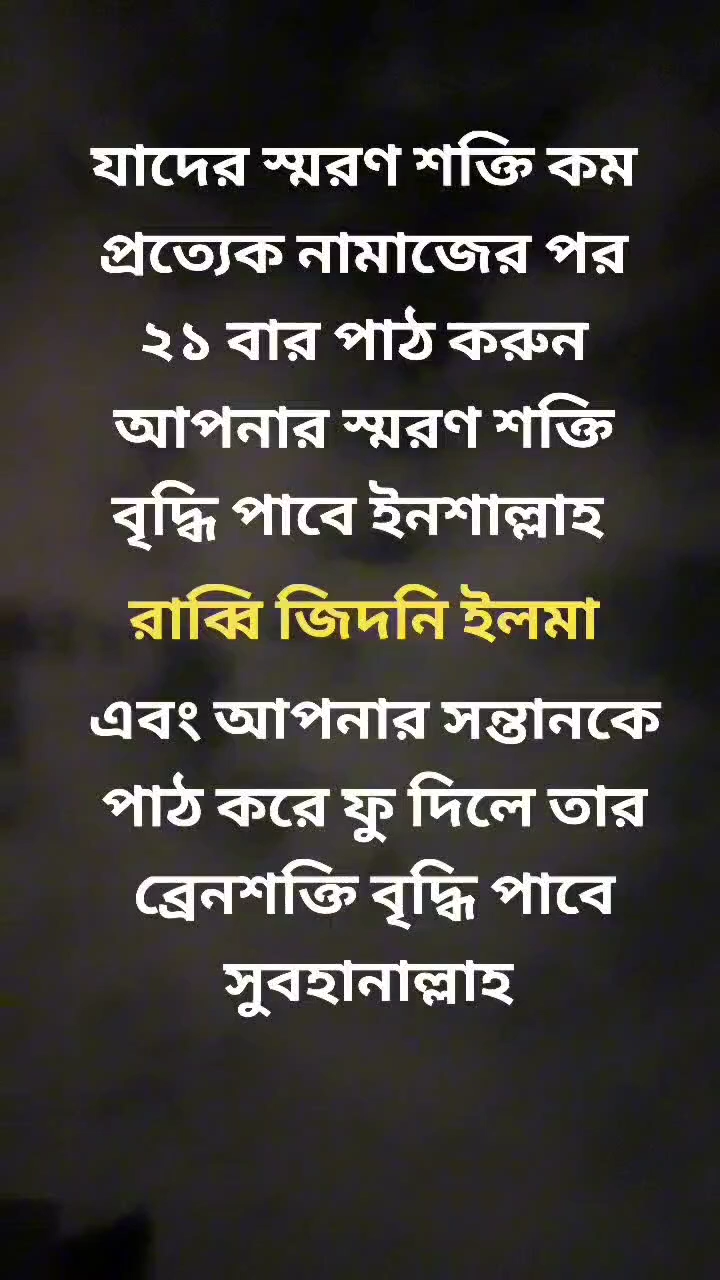 যাদের স্মরণ শক্তি কম
প্রত্যেক নামাজের পর
২১ বার পাঠ করুন
আপনার স্মরণ শক্তি
বৃদ্ধি পাবে ইনশাল্লাহ
রাব্বি জিদনি ইলমা
এবং আপনার সন্তানকে
পাঠ করে ফু দিলে তার
ব্রেনশক্তি বৃদ্ধি পাবে
সুবহানাল্লাহ